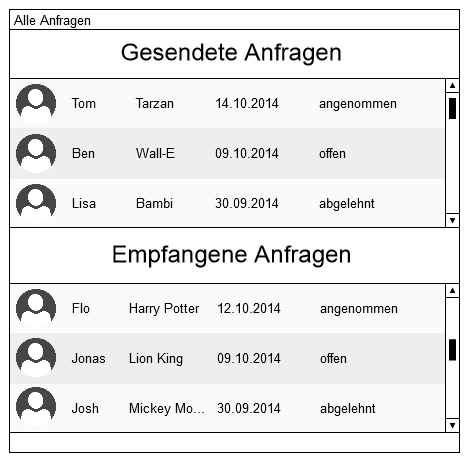 Alle Anfragen
Gesendete Anfragen
Tom Tarzan 14.10.2014 angenommen
Ben Wall-E 09.10.2014 offen
Lisa Bambi 30.09.2014 abgelehnt
Empfangene Anfragen
Flo Harry Potter 12.10.2014 angenommen
Jonas Lion King 09.10.2014 offen
Josh Mickey Mo... 30.09.2014 abgelehnt